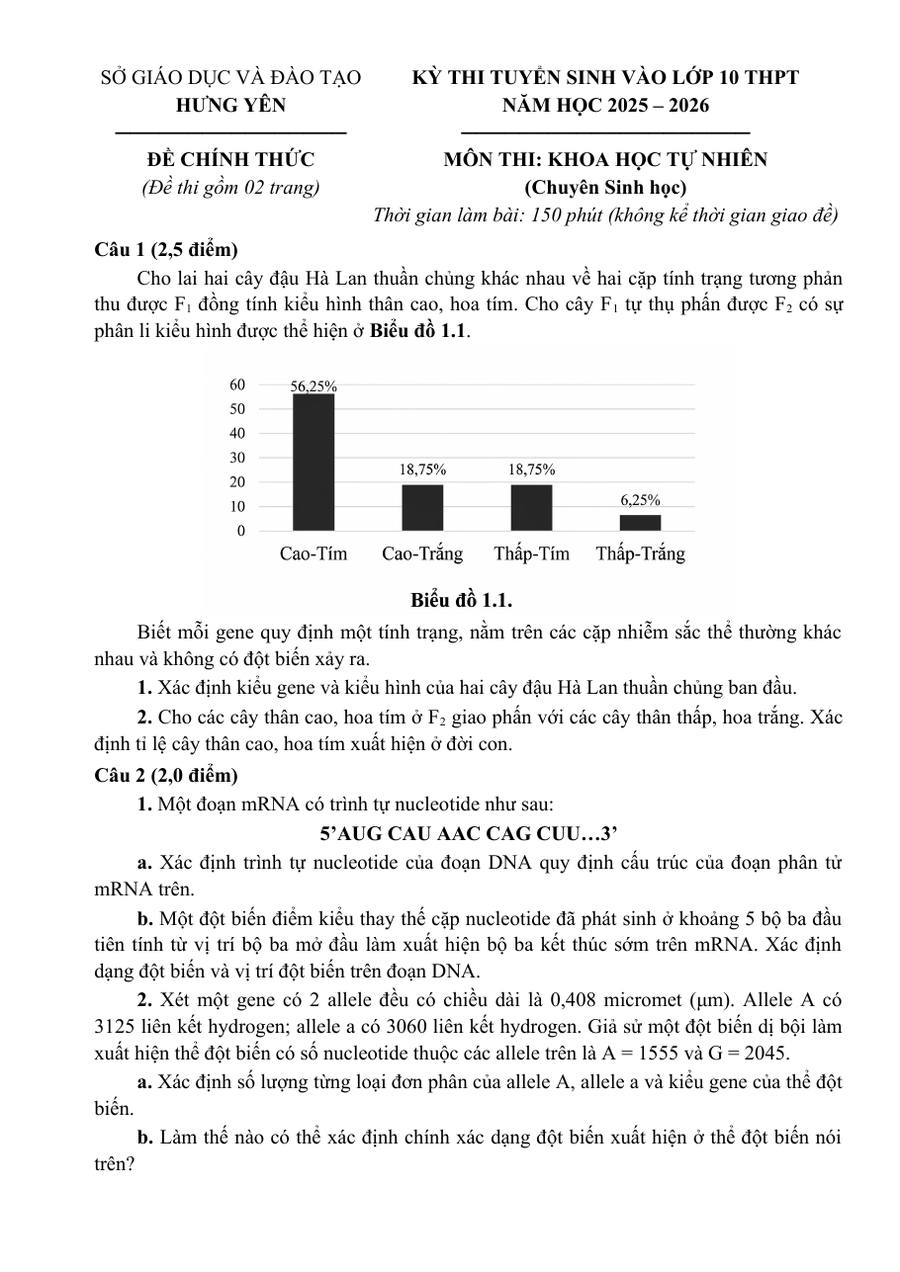 SỞ GIÁO DỤC VÀ ĐÀO TẠO
HƯNG YÊN
ĐỀ CHÍNH THỨC
(Đề thi gồm 02 trang)
KỲ THI TUYỂN SINH VÀO LỚP 10 THPT
NĂM HỌC 2025 – 2026
MÔN THI: KHOA HỌC TỰ NHIÊN
(Chuyên Sinh học)
Thời gian làm bài: 150 phút (không kể thời gian giao đề)
Câu 1 (2,5 điểm)
Cho lai hai cây đậu Hà Lan thuần chủng khác nhau về hai cặp tính trạng tương phản
thu được F₁ đồng tính kiểu hình thân cao, hoa tím. Cho cây F₁ tự thụ phấn được F₂ có sự
phân li kiểu hình được thể hiện ở Biểu đồ 1.1.
60
50
40
30
20
10
0
56,25%
18,75%
18,75%
6,25%
Cao-Tím Cao-Trắng Thấp-Tím Thấp-Trắng
Biểu đồ 1.1.
Biết mỗi gene quy định một tính trạng, nằm trên các cặp nhiễm sắc thể thường khác
nhau và không có đột biến xảy ra.
1. Xác định kiểu gene và kiểu hình của hai cây đậu Hà Lan thuần chủng ban đầu.
2. Cho các cây thân cao, hoa tím ở F₂ giao phấn với các cây thân thấp, hoa trắng. Xác
định tỉ lệ cây thân cao, hoa tím xuất hiện ở đời con.
Câu 2 (2,0 điểm)
1. Một đoạn mRNA có trình tự nucleotide như sau:
5’AUG CAU AAC CAG CUU…3’
a. Xác định trình tự nucleotide của đoạn DNA quy định cấu trúc của đoạn phân tử
mRNA trên.
b. Một đột biến điểm kiểu thay thế cặp nucleotide đã phát sinh ở khoảng 5 bộ ba đầu
tiên tính từ vị trí bộ ba mở đầu làm xuất hiện bộ ba kết thúc sớm trên mRNA. Xác định
dạng đột biến và vị trí đột biến trên đoạn DNA.
2. Xét một gene có 2 allele đều có chiều dài là 0,408 micromet (μm). Allele A có
3125 liên kết hydrogen; allele a có 3060 liên kết hydrogen. Giả sử một đột biến dị bội làm
xuất hiện thể đột biến có số nucleotide thuộc các allele trên là A = 1555 và G = 2045.
a. Xác định số lượng từng loại đơn phân của allele A, allele a và kiểu gene của thể đột
biến.
b. Làm thế nào có thể xác định chính xác dạng đột biến xuất hiện ở thể đột biến nói
trên?